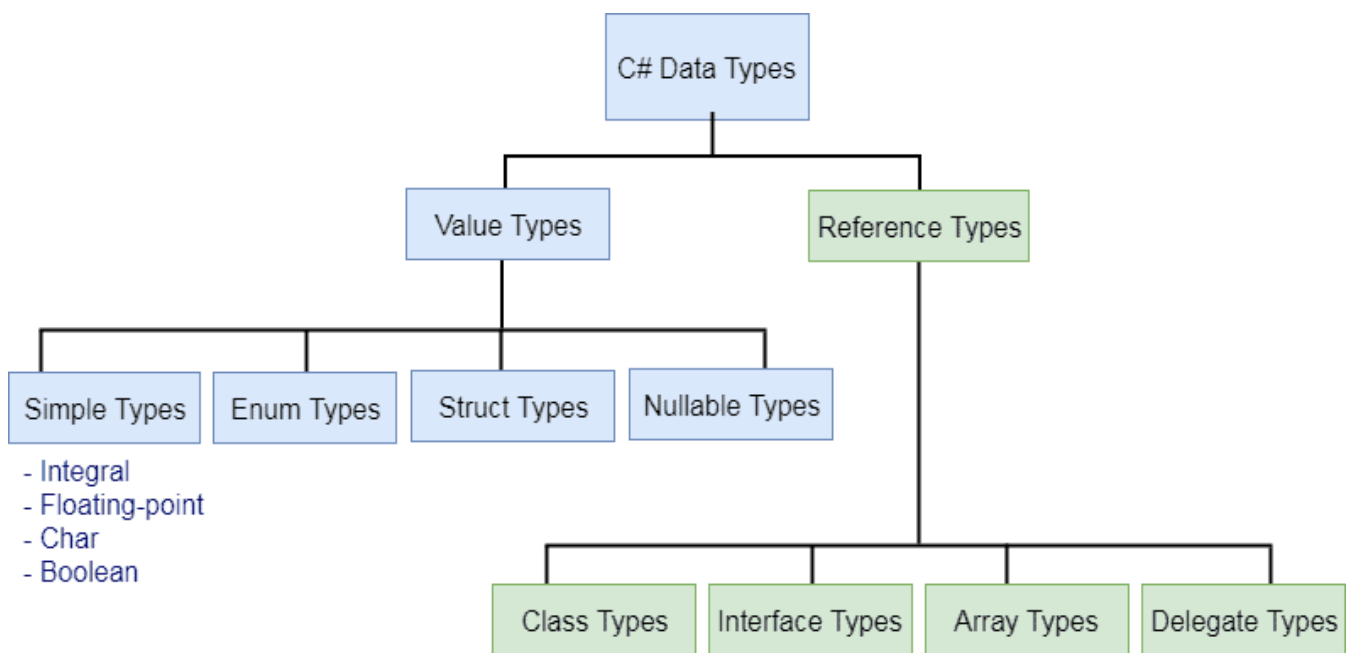 C# Data Types
Value Types
Reference Types
Simple Types
Enum Types
Struct Types
Nullable Types
- Integral
- Floating-point
- Char
- Boolean
Class Types
Interface Types
Array Types
Delegate Types